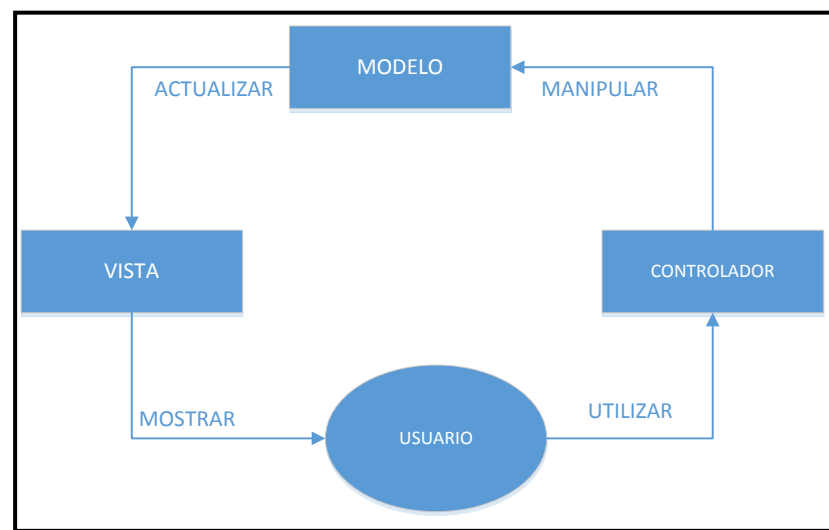 MODELO
ACTUALIZAR
MANIPULAR
VISTA
CONTROLADOR
MOSTRAR
USUARIO
UTILIZAR